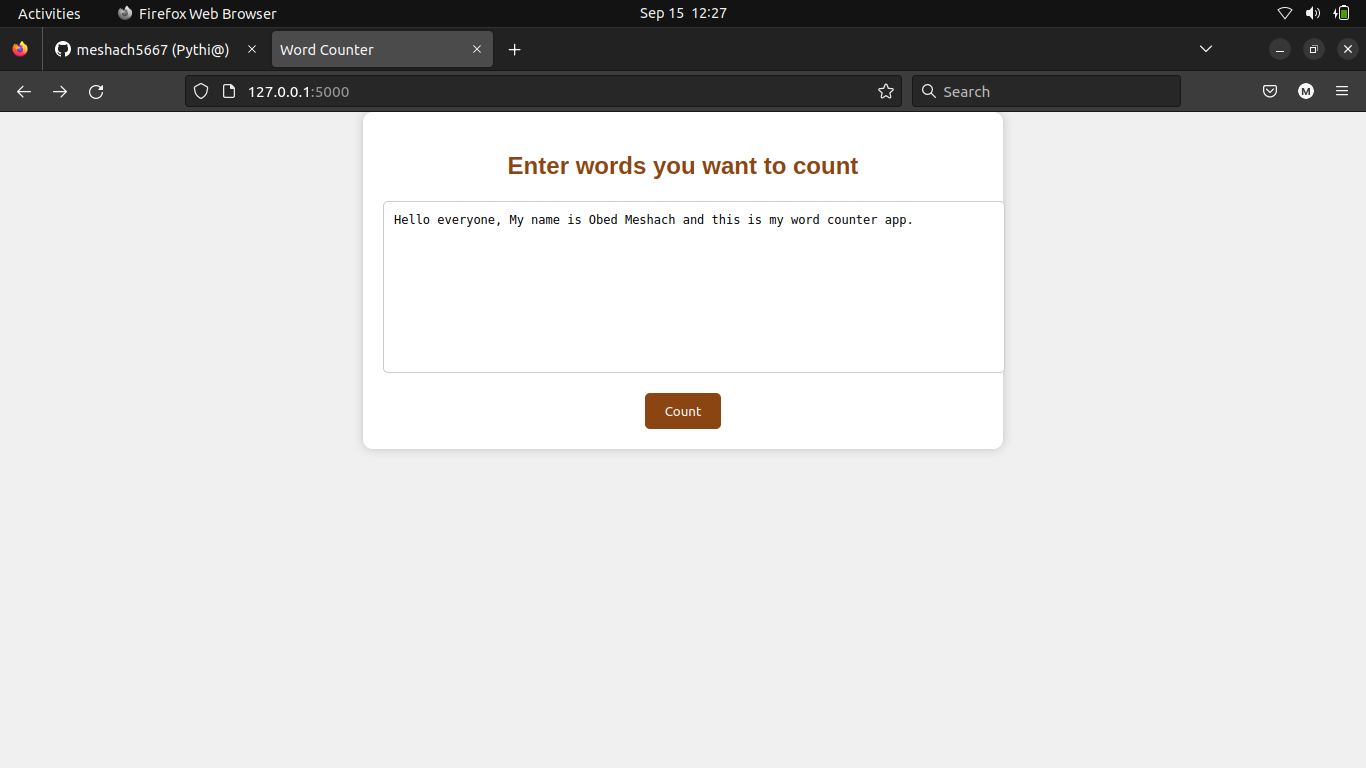 Activities Firefox Web Browser Sep 15 12:27
meshach5667 (Pythi@) Word Counter
127.0.0.1:5000 Search M
Enter words you want to count
Hello everyone, My name is Obed Meshach and this is my word counter app.
Count